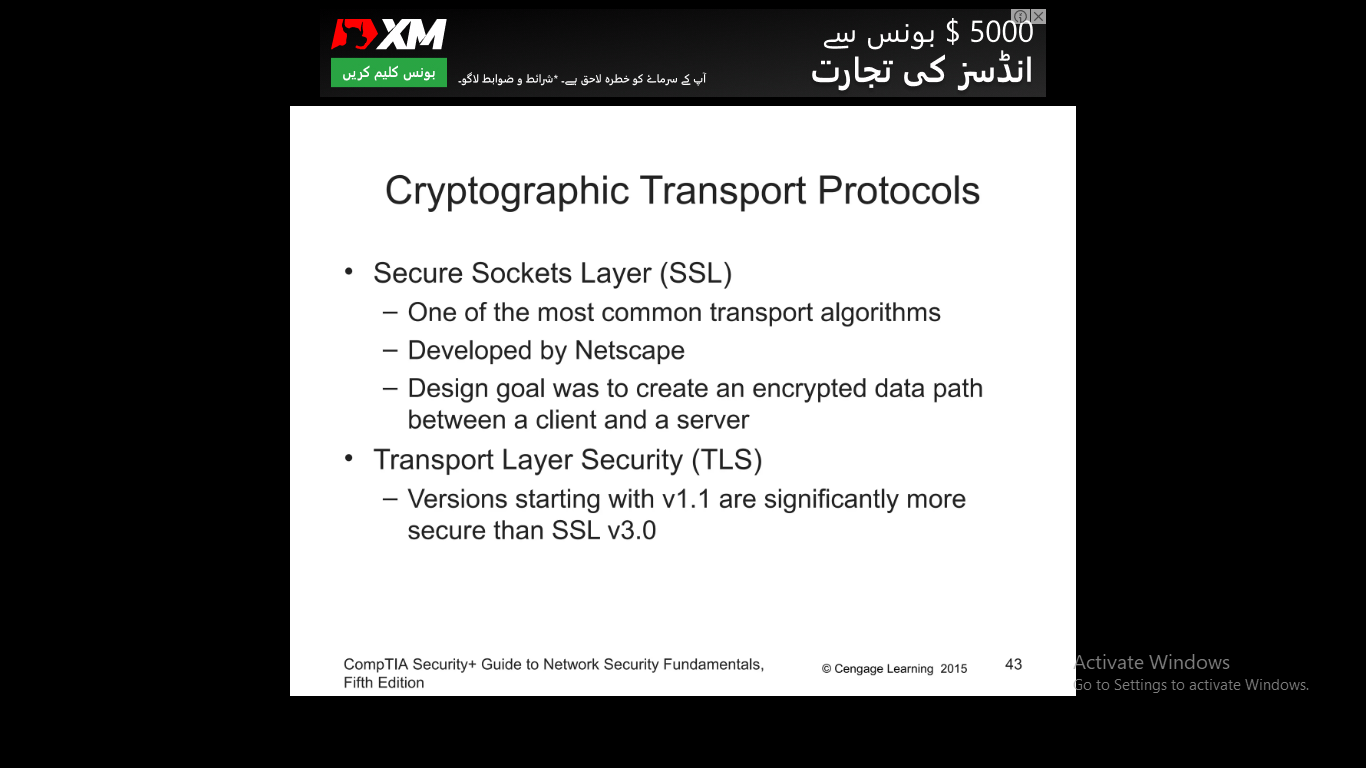 XM
بونس کلیم کریں
آپ کے سرمائے کو خطرہ لاحق ہے۔ *شرائط و ضوابط لاگو۔
5000 $ بونس سے
انڈسز کی تجارت
Cryptographic Transport Protocols
• Secure Sockets Layer (SSL)
– One of the most common transport algorithms
– Developed by Netscape
– Design goal was to create an encrypted data path
between a client and a server
• Transport Layer Security (TLS)
– Versions starting with v1.1 are significantly more
secure than SSL v3.0
CompTIA Security+ Guide to Network Security Fundamentals,
Fifth Edition
© Cengage Learning 2015
43
Activate Windows
Go to Settings to activate Windows.